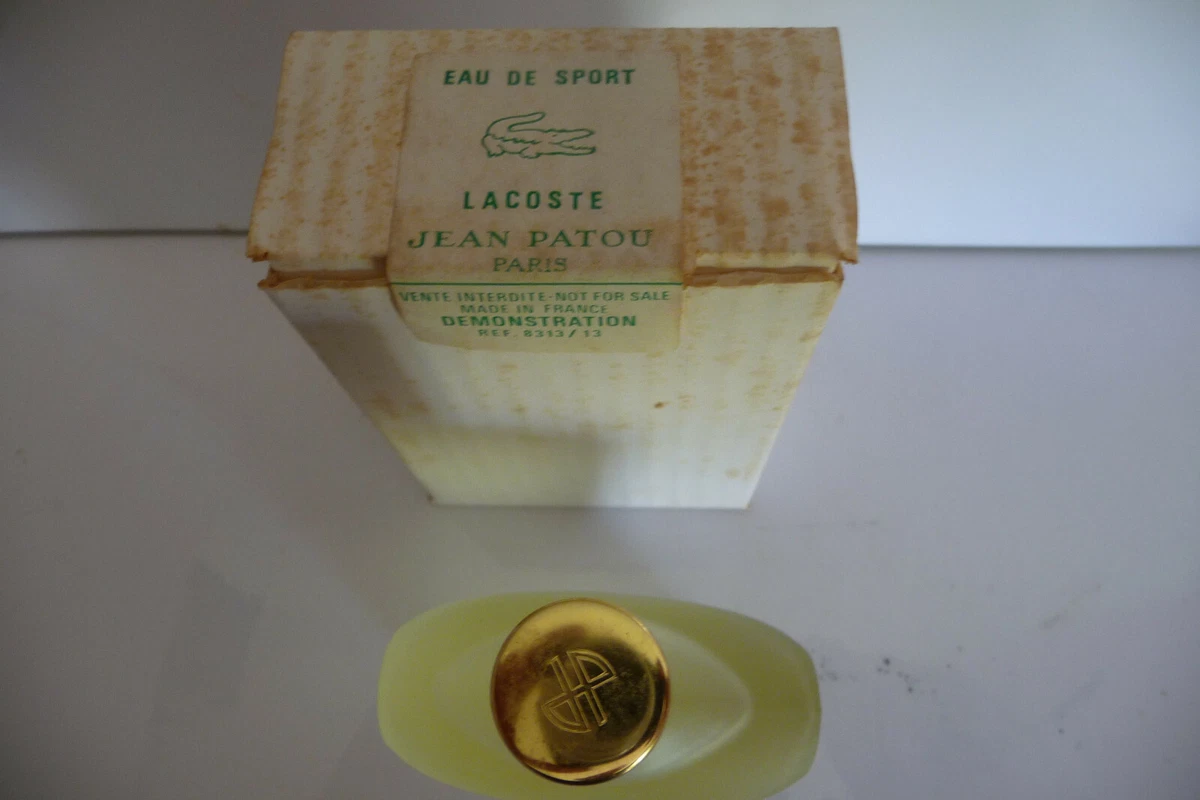 EAU DE SPORT
LACOSTE
JEAN PATOU
PARIS
VENTE INTERDITE-NOT FOR SALE
MADE IN FRANCE
DEMONSTRATION
REF. 8313/13
JP